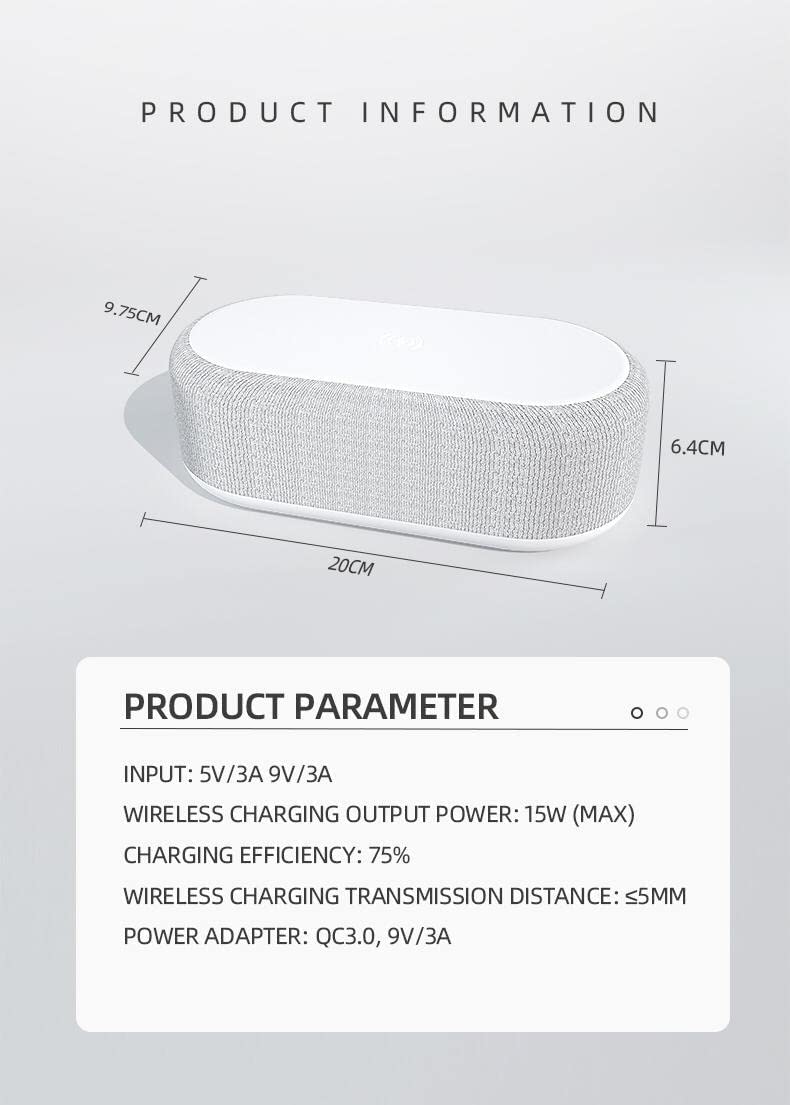 PRODUCT INFORMATION
9.75CM
6.4CM
20CM
PRODUCT PARAMETER
INPUT: 5V/3A 9V/3A
WIRELESS CHARGING OUTPUT POWER: 15W (MAX)
CHARGING EFFICIENCY: 75%
WIRELESS CHARGING TRANSMISSION DISTANCE: ≤5MM
POWER ADAPTER: QC3.0, 9V/3A